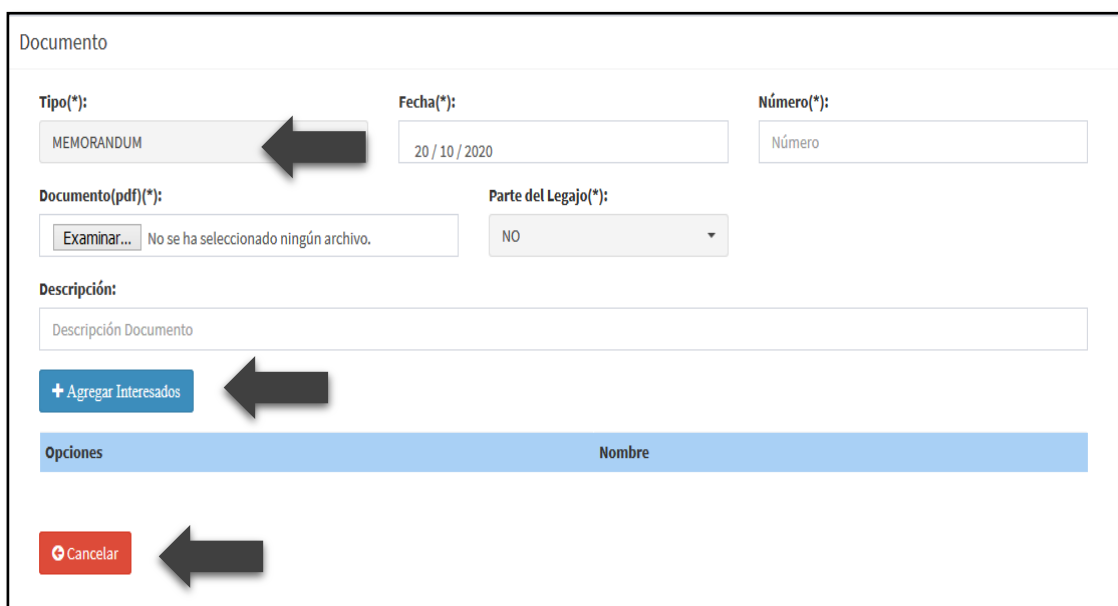 Documento
Tipo(*): Fecha(*): Número(*):
MEMORANDUM 20 / 10 / 2020 Número
Documento(pdf)(*): Parte del Legajo(*):
Examinar... No se ha seleccionado ningún archivo. NO
Descripción:
Descripción Documento
+ Agregar Interesados
Opciones Nombre
Cancelar